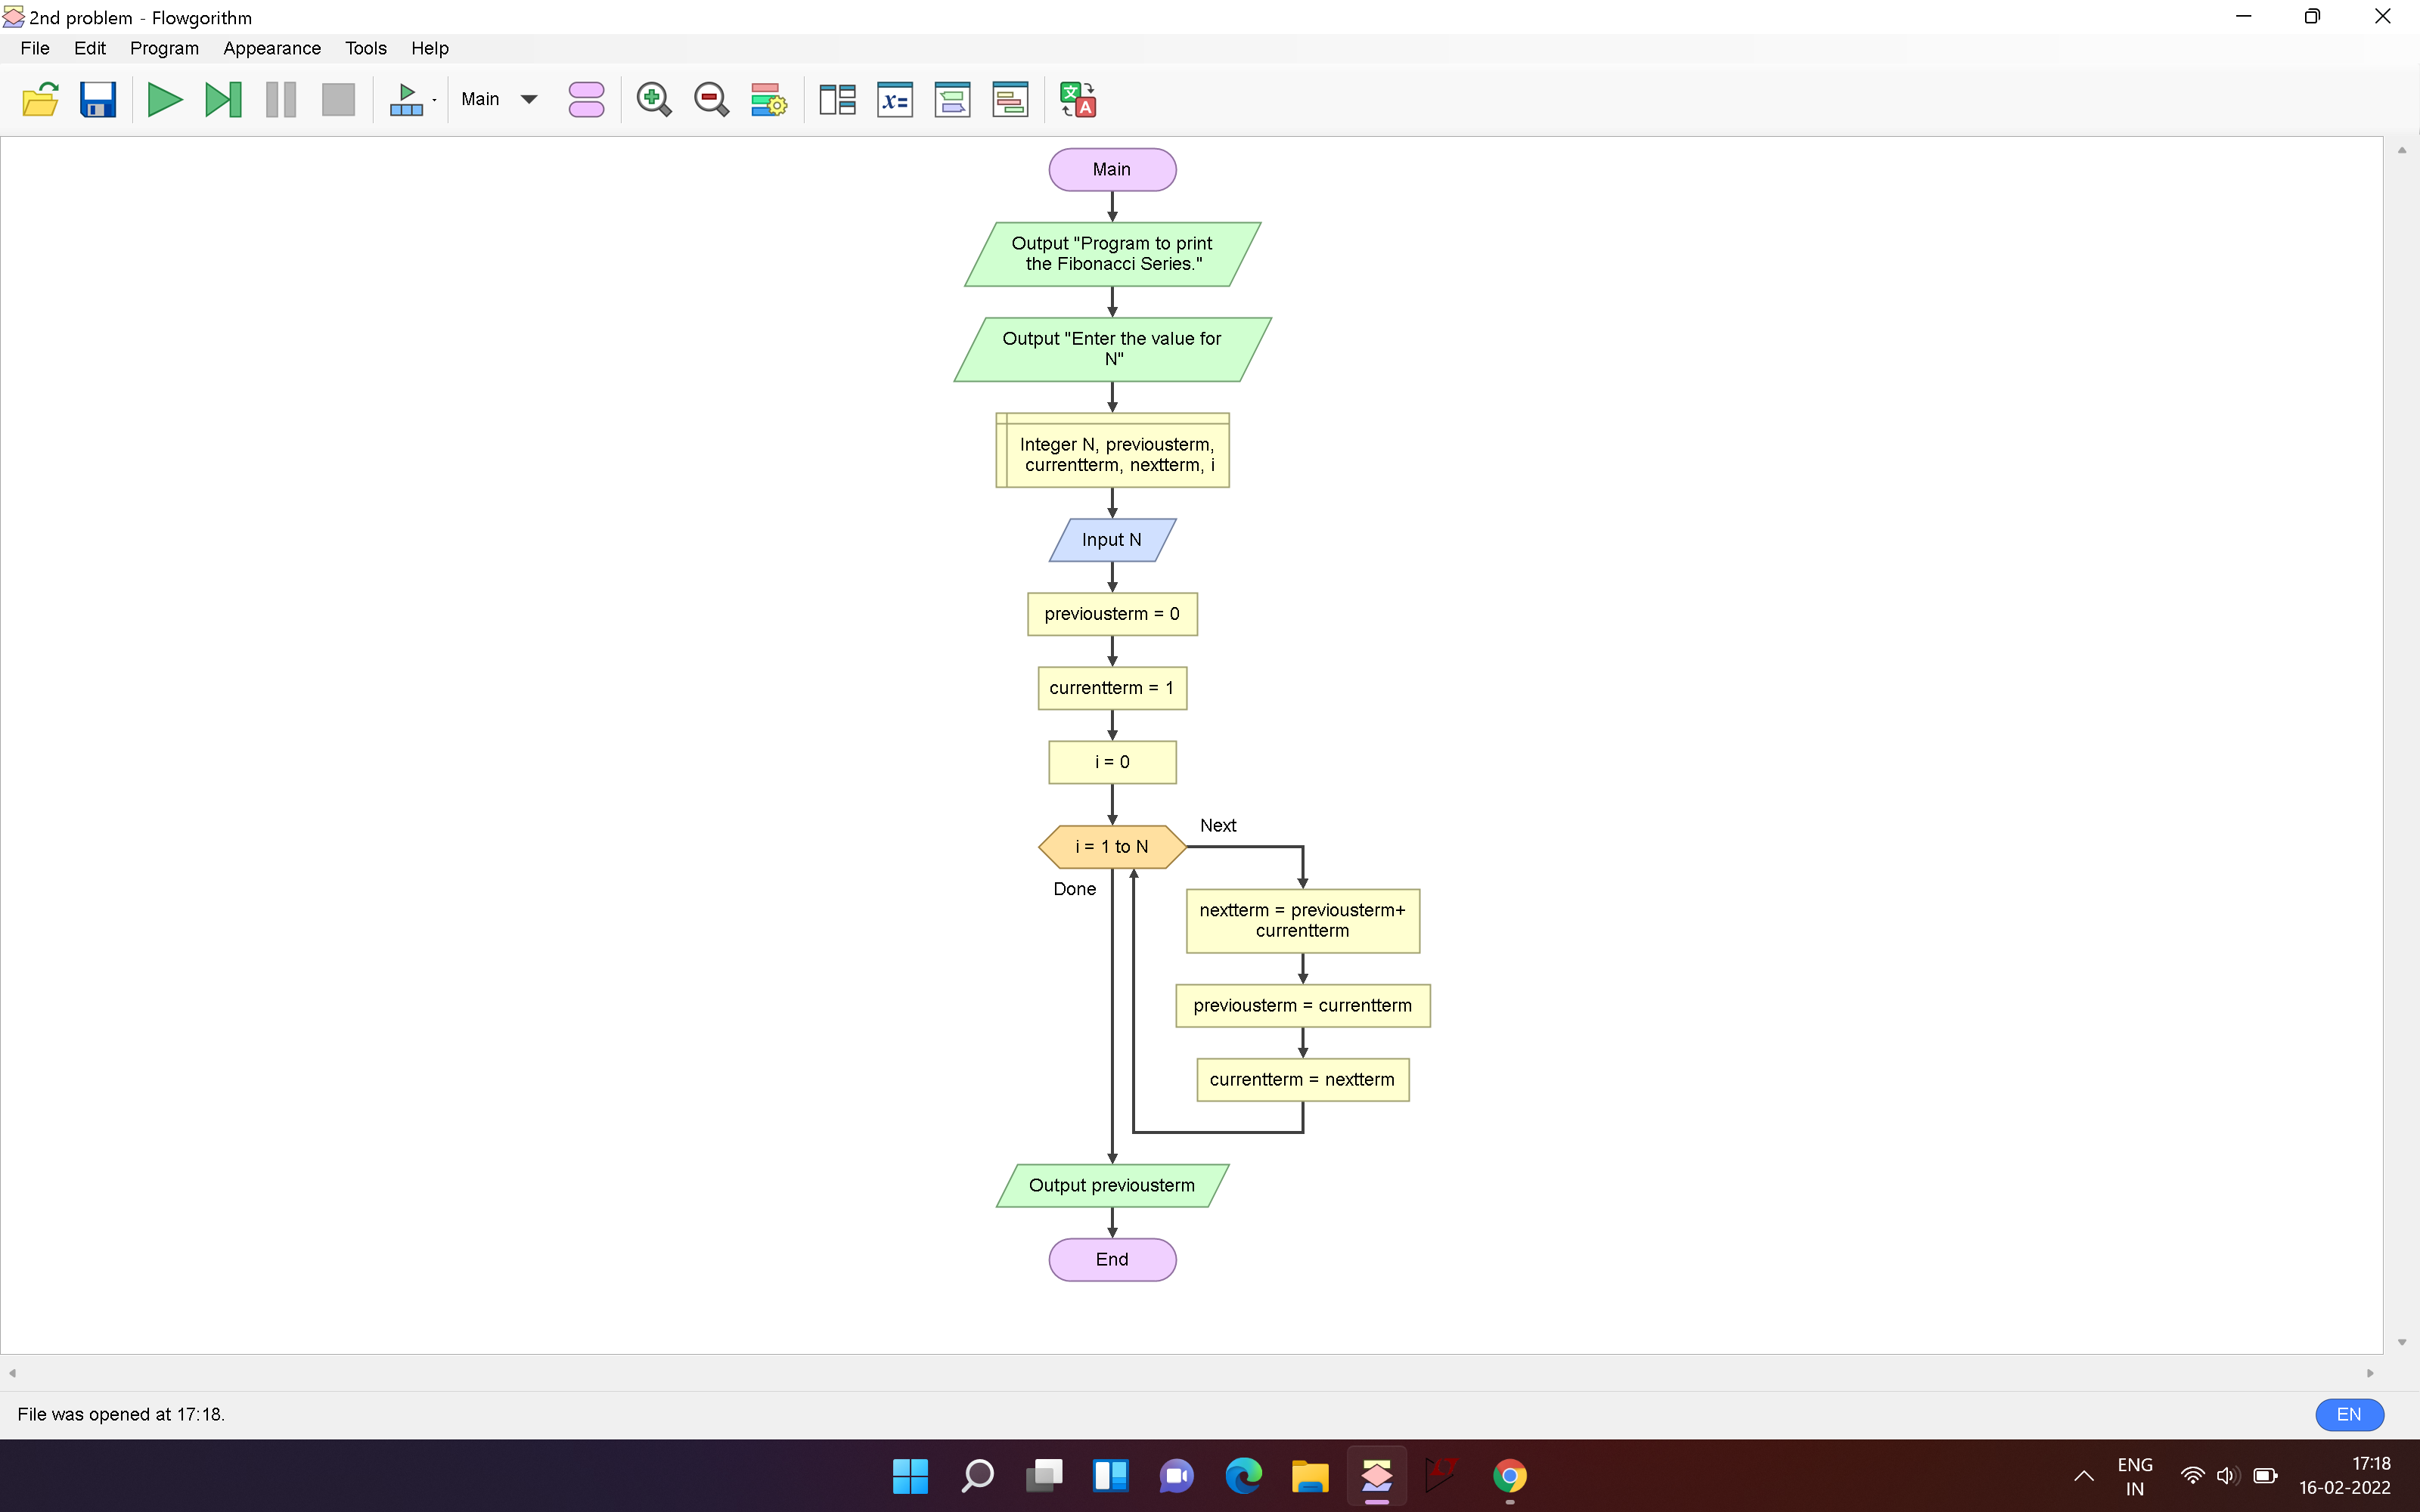 2nd problem - Flowgorithm
File Edit Program Appearance Tools Help
Main
x=
文 A
Main
Output "Program to print
the Fibonacci Series."
Output "Enter the value for
N"
Integer N, previousterm,
currentterm, nextterm, i
Input N
previousterm = 0
currentterm = 1
i = 0
Next
i = 1 to N
Done
nextterm = previousterm+
currentterm
previousterm = currentterm
currentterm = nextterm
Output previousterm
End
File was opened at 17:18.
EN
LT
ENG
IN
17:18
16-02-2022